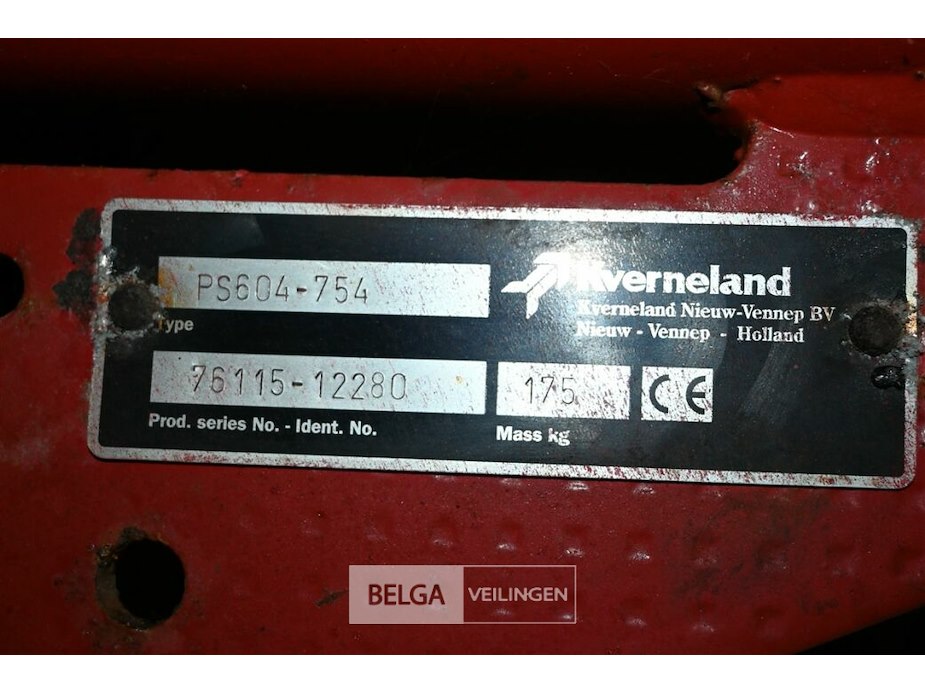 PS604-754
Type
Kverneland
Kverneland Nieuw-Vennep BV
Nieuw - Vennep - Holland
76115-12280
175
CE
Prod. series No. - Ident. No.
Mass kg
BELGA VEILINGEN